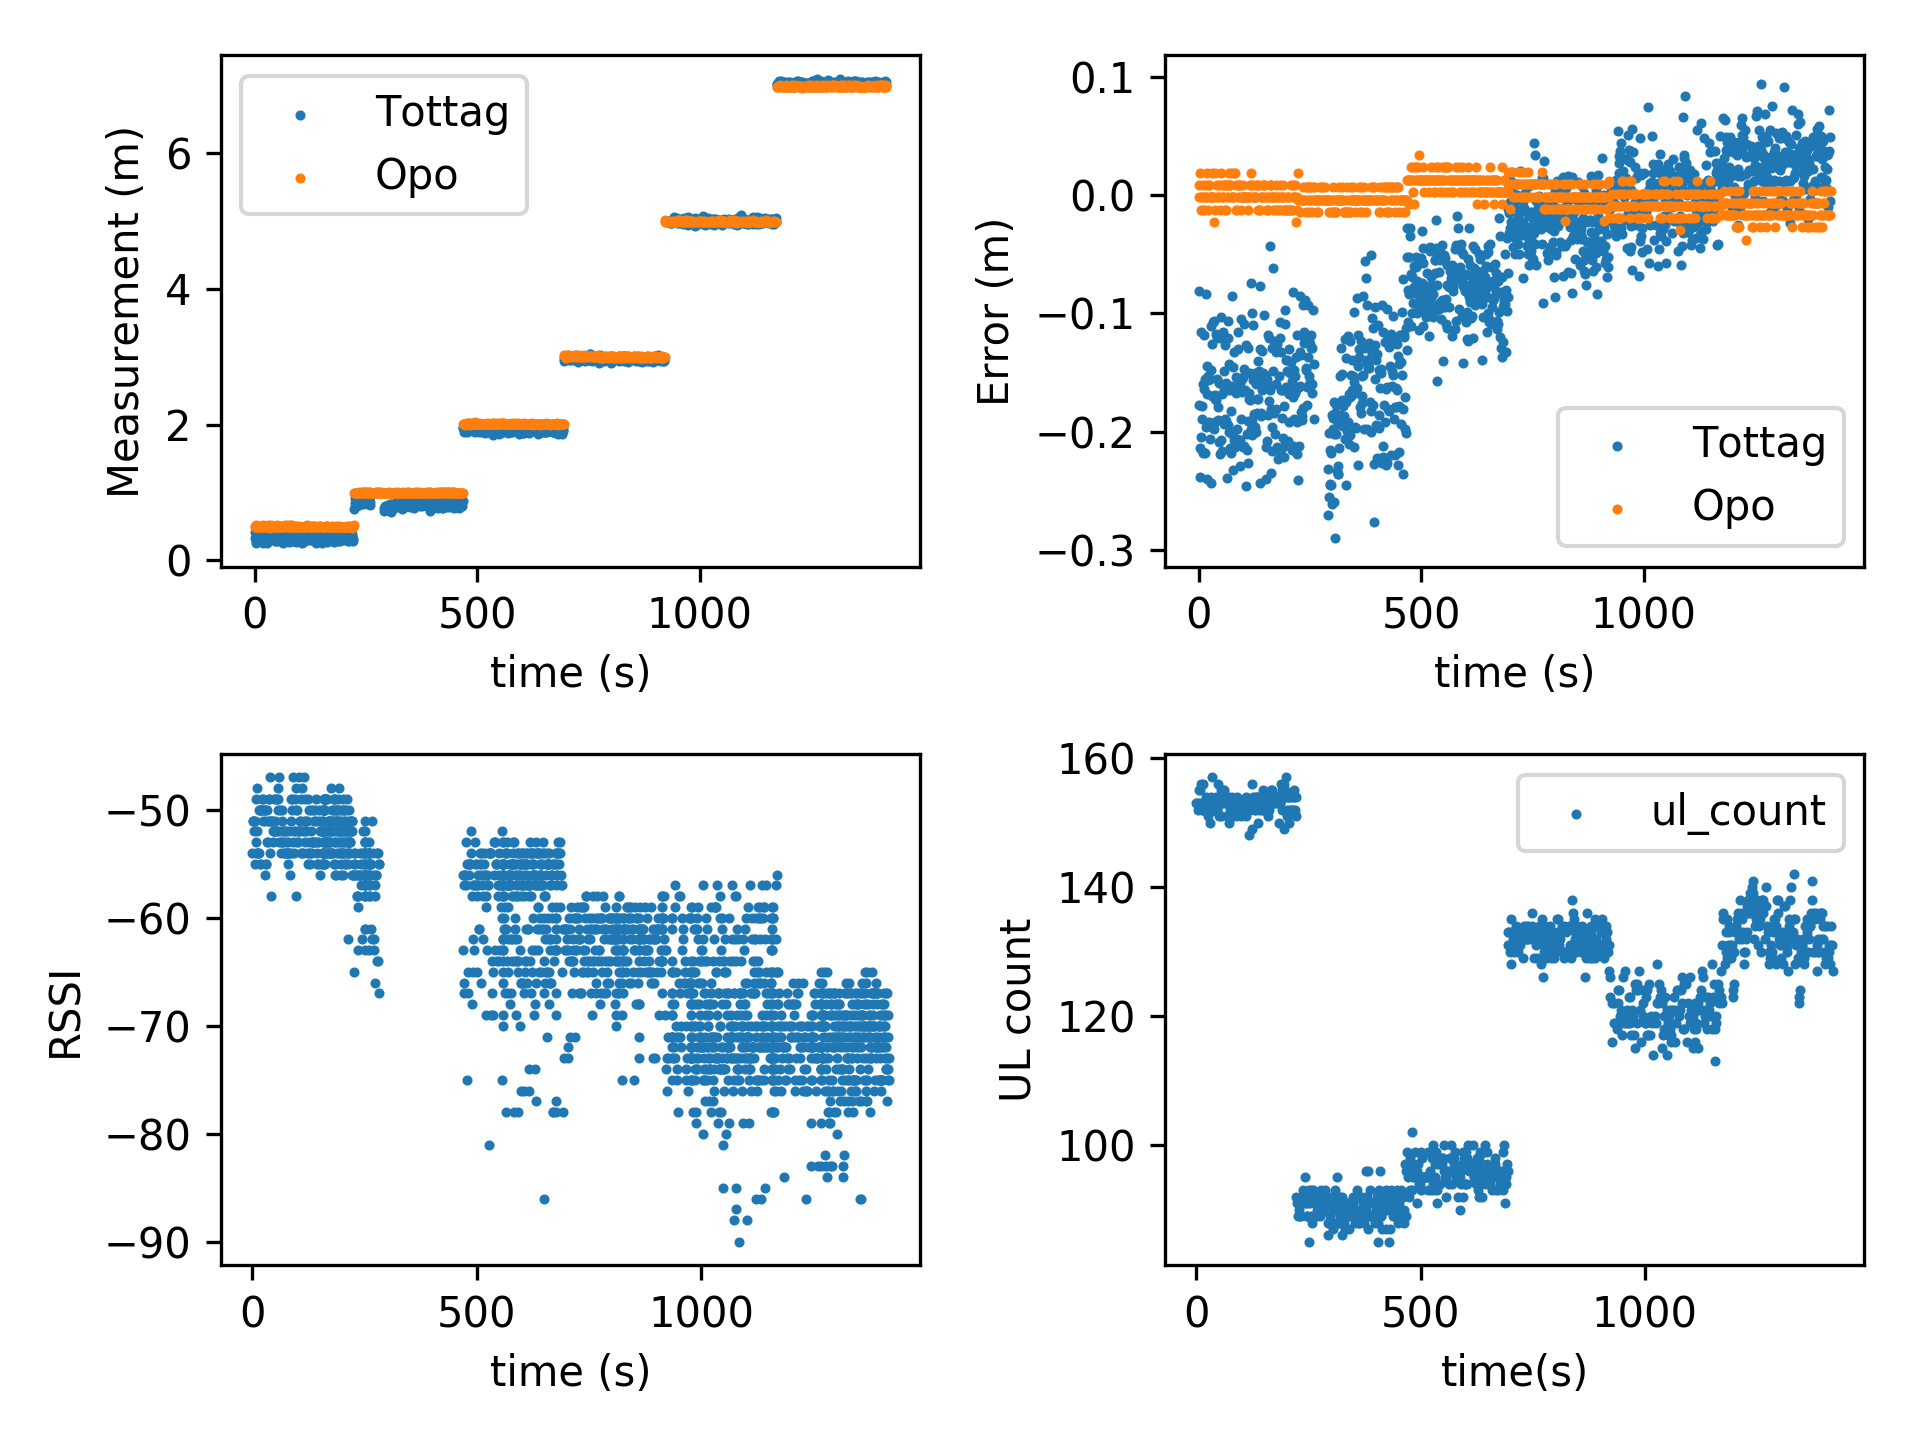 Measurement (m)
6
4
2
0
0 500 1000
time (s)
Tottag
Opo
Error (m)
0.1
0.0
−0.1
−0.2
−0.3
0 500 1000
time (s)
Tottag
Opo
RSSI
−50
−60
−70
−80
−90
0 500 1000
time (s)
UL count
160
140
120
100
0 500 1000
time(s)
ul_count